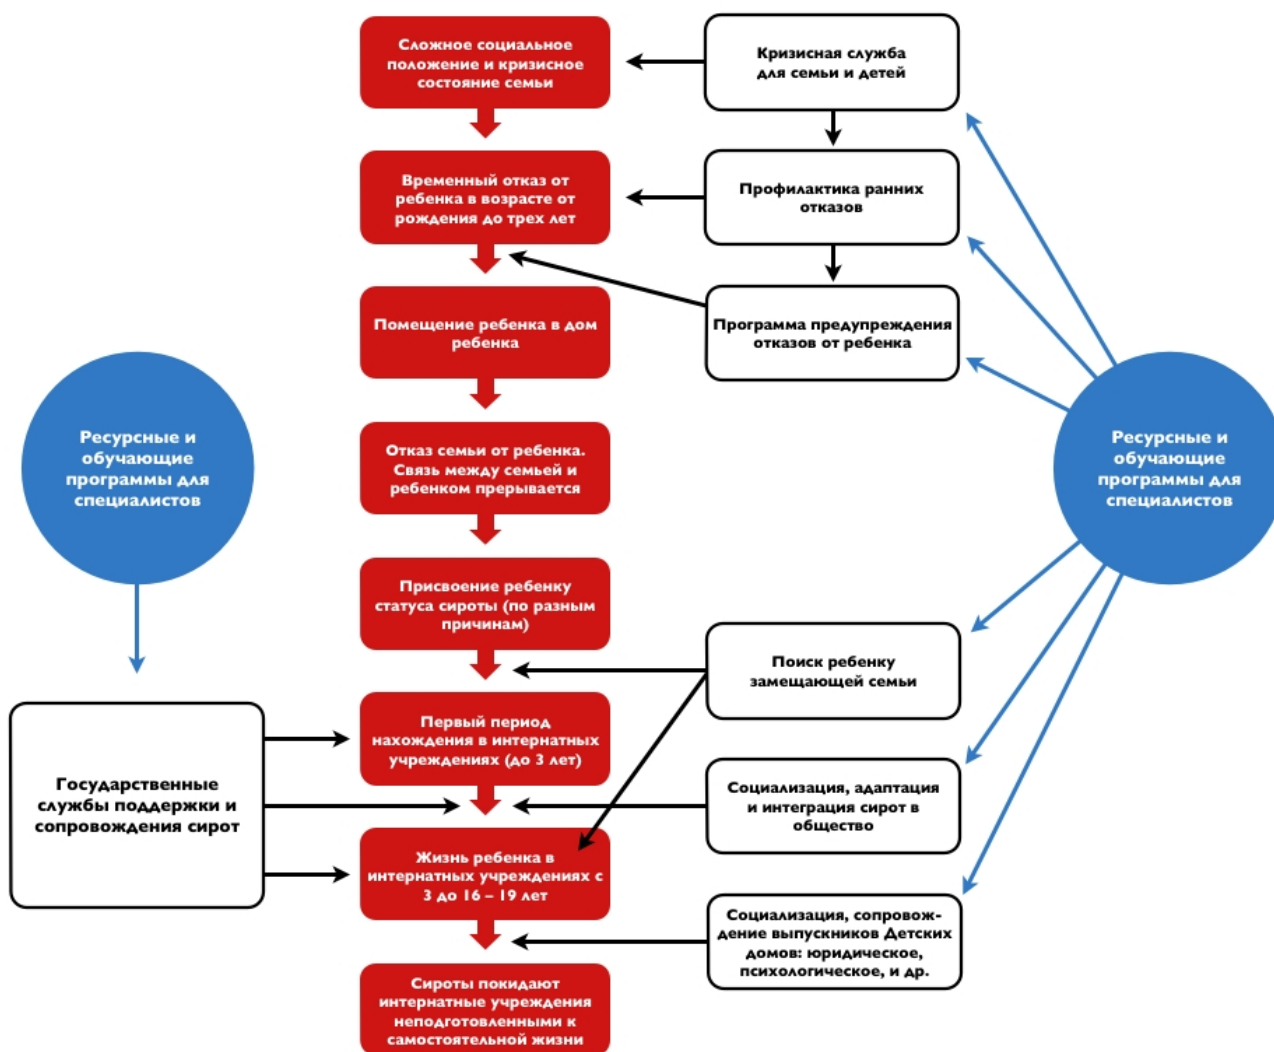 Сложное социальное
положение и кризисное
состояние семьи
Кризисная служба
для семьи и детей
Временный отказ от
ребенка в возрасте от
рождения до трех лет
Профилактика ранних
отказов
Помещение ребенка в дом
ребенка
Программа предупреждения
отказов от ребенка
Ресурсные и
обучающие
программы для
специалистов
Отказ семьи от ребенка.
Связь между семьей и
ребенком прерывается
Ресурсные и
обучающие
программы для
специалистов
Присвоение ребенку
статуса сироты (по разным
причинам)
Поиск ребенку
замещающей семьи
Первый период
нахождения в интернатных
учреждениях (до 3 лет)
Государственные
службы поддержки и
сопровождения сирот
Социализация, адаптация
и интеграция сирот в
общество
Жизнь ребенка в
интернатных учреждениях с
3 до 16 – 19 лет
Социализация, сопровож-
дение выпускников Детских
домов: юридическое,
психологическое, и др.
Сироты покидают
интернатные учреждения
неподготовленными к
самостоятельной жизни